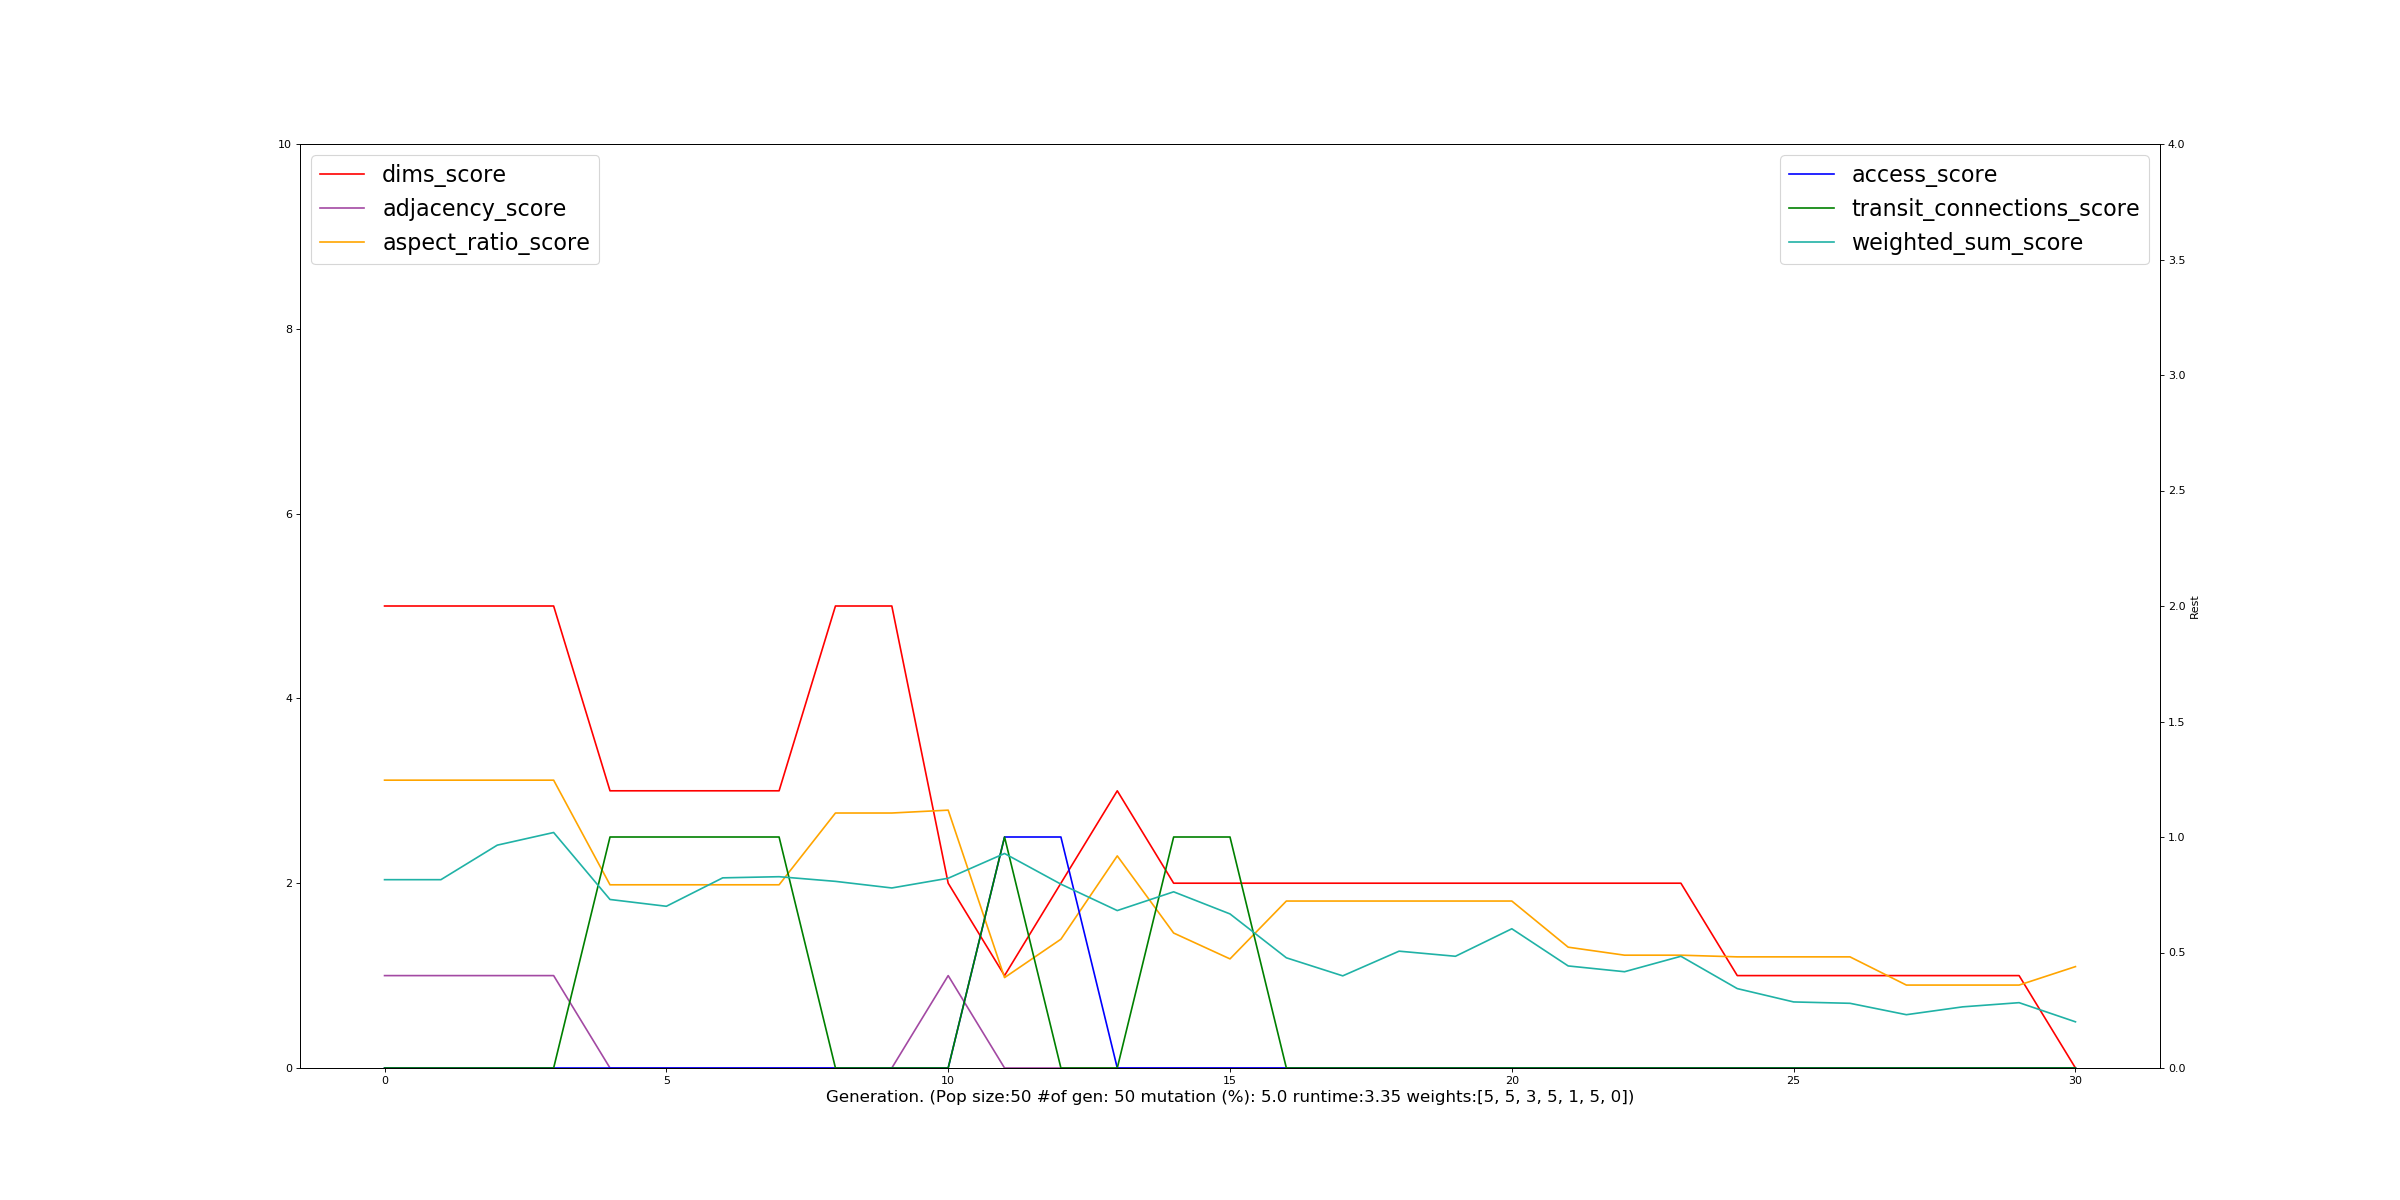 dims_score
adjacency_score
aspect_ratio_score
access_score
transit_connections_score
weighted_sum_score
10
8
6
4
2
0
4.0
3.5
3.0
2.5
2.0
1.5
1.0
0.5
0.0
Rest
0 5 10 15 20 25 30
Generation. (Pop size:50 #of gen: 50 mutation (%): 5.0 runtime:3.35 weights:[5, 5, 3, 5, 1, 5, 0])